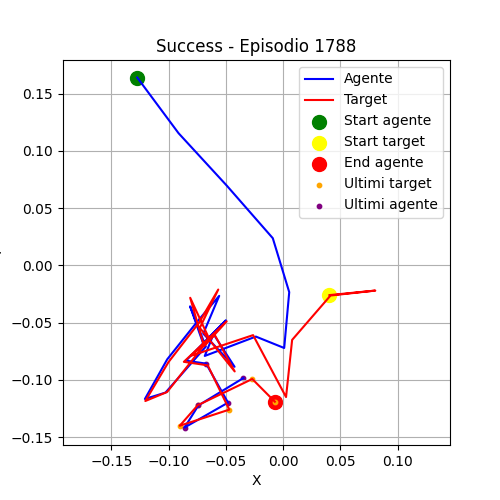 Success - Episodio 1788
Agente
Target
Start agente
Start target
End agente
Ultimi target
Ultimi agente
0.15
0.10
0.05
0.00
−0.05
−0.10
−0.15
−0.15
−0.10
−0.05
0.00
0.05
0.10
X